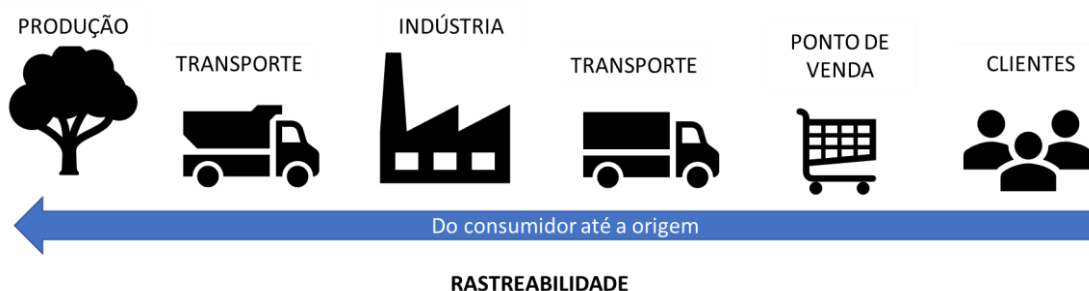 PRODUÇÃO
TRANSPORTE
INDÚSTRIA
TRANSPORTE
PONTO DE
VENDA
CLIENTES
Do consumidor até a origem
RASTREABILIDADE